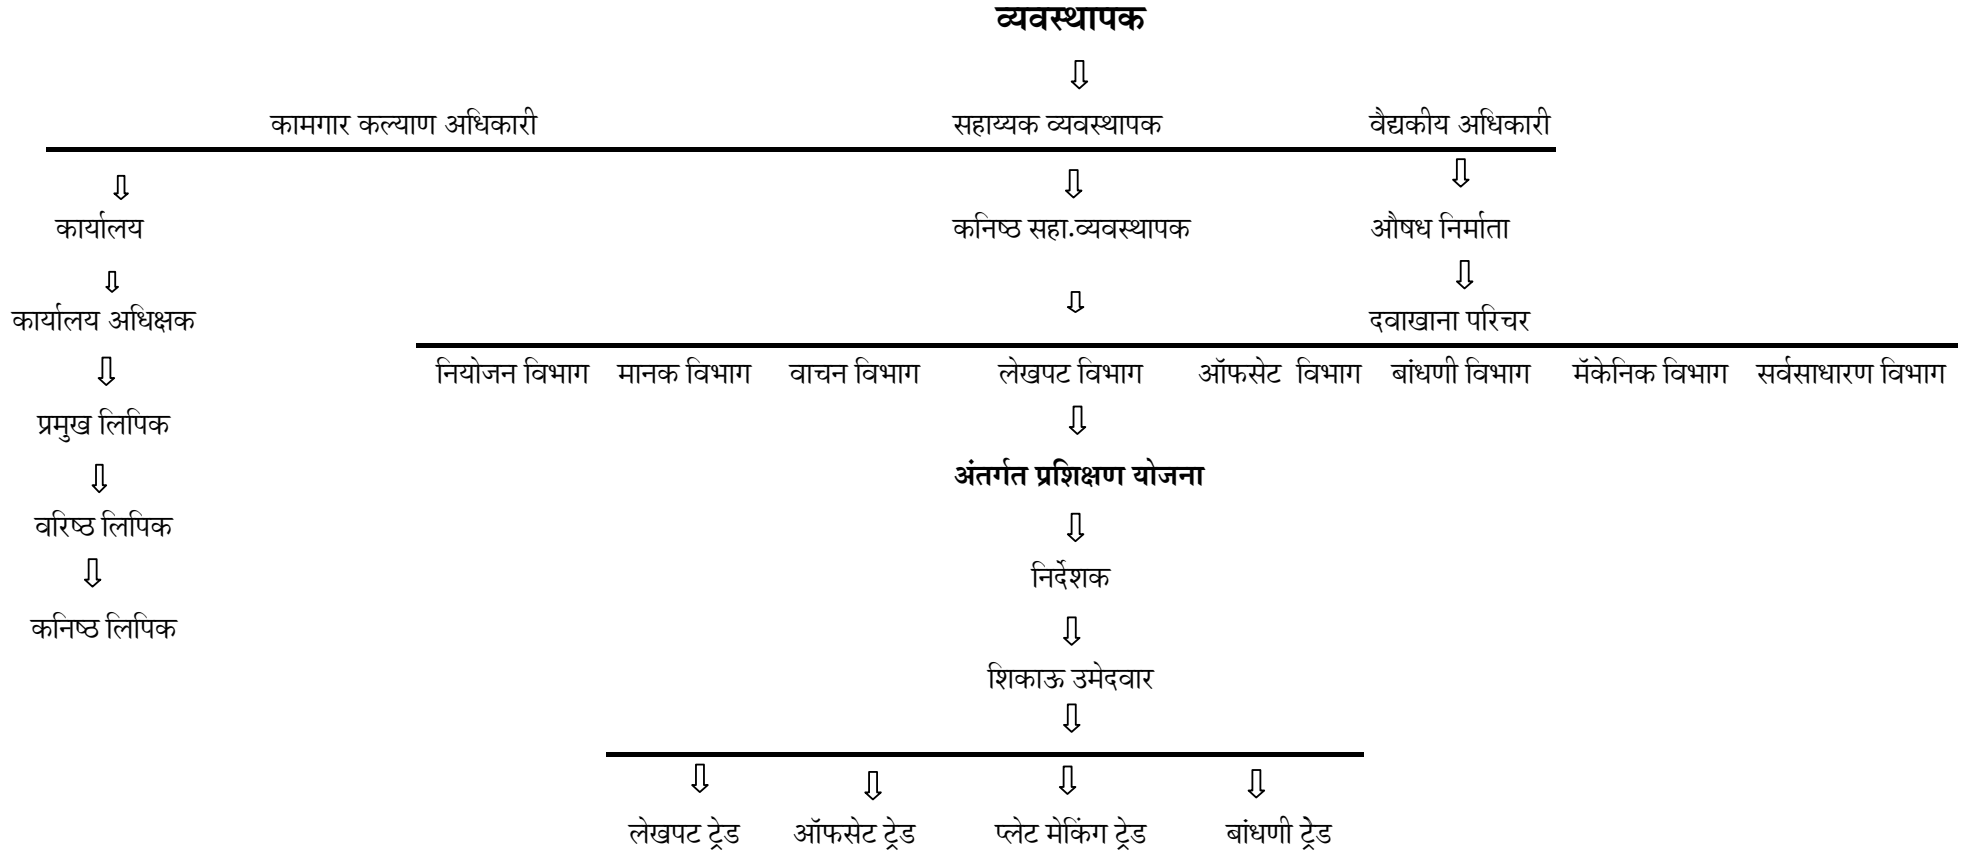 व्यवस्थापक
कामगार कल्याण अधिकारी सहाय्यक व्यवस्थापक वैद्यकीय अधिकारी
कार्यालय कनिष्ठ सहा.व्यवस्थापक औषध निर्माता
कार्यालय अधिक्षक दवाखाना परिचर
नियोजन विभाग मानक विभाग वाचन विभाग लेखपट विभाग ऑफसेट विभाग बांधणी विभाग मॅकेनिक विभाग सर्वसाधारण विभाग
प्रमुख लिपिक
अंतर्गत प्रशिक्षण योजना
वरिष्ठ लिपिक
निर्देशक
कनिष्ठ लिपिक
शिकाऊ उमेदवार
लेखपट ट्रेड ऑफसेट ट्रेड प्लेट मेकिंग ट्रेड बांधणी ट्रेड